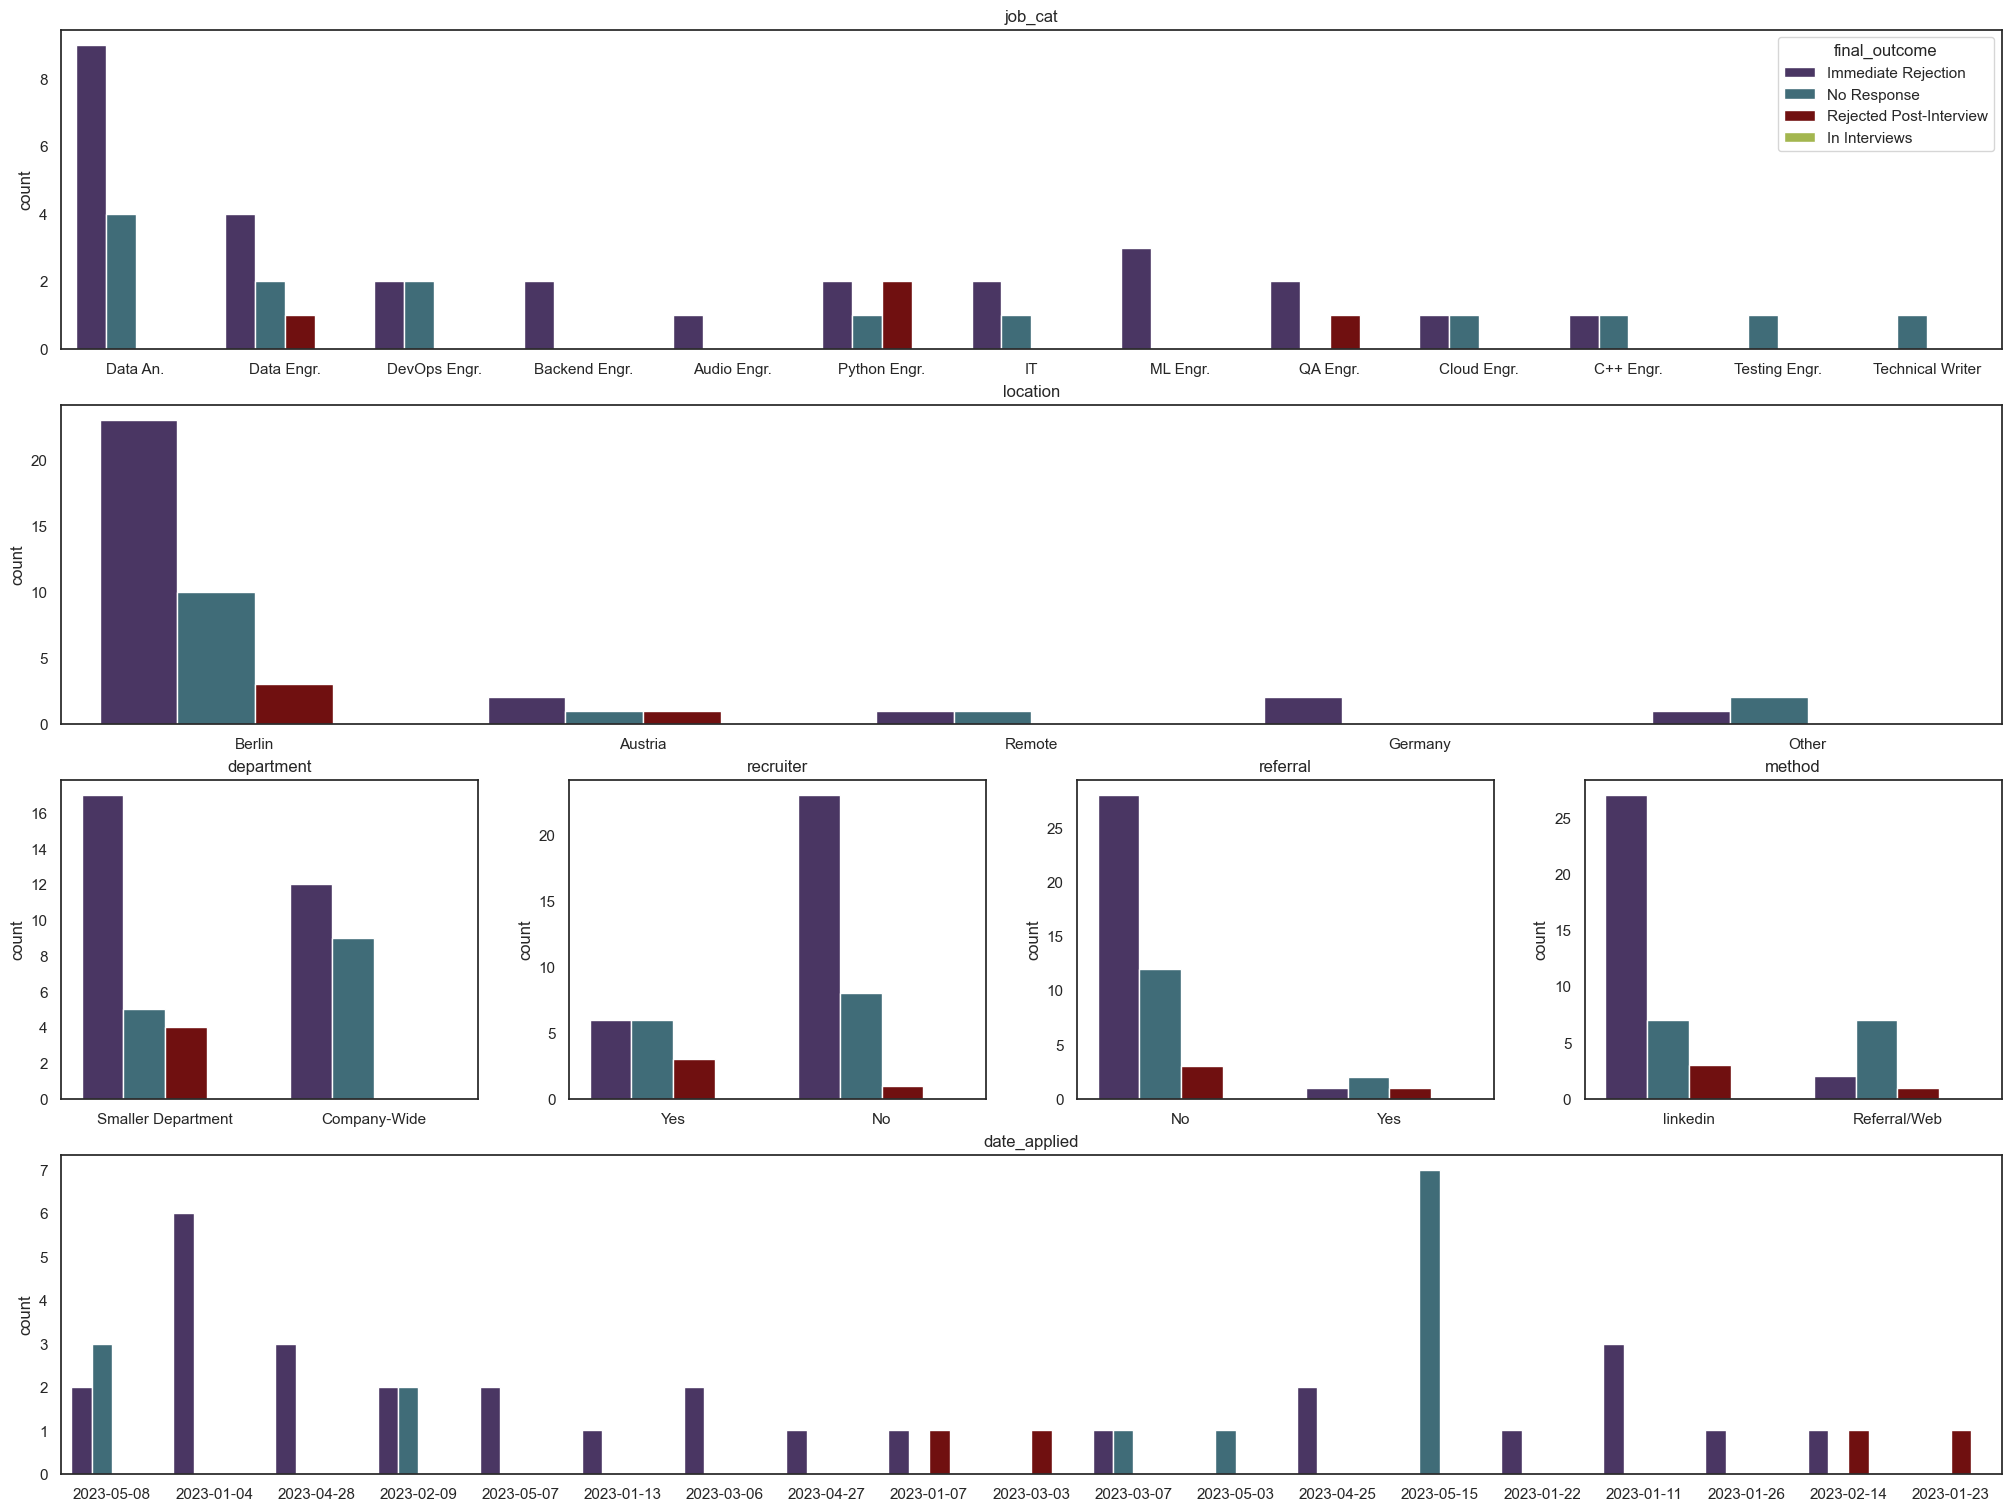 job_cat
final_outcome
Immediate Rejection
No Response
Rejected Post-Interview
In Interviews
count
8
6
4
2
0
Data An. Data Engr. DevOps Engr. Backend Engr. Audio Engr. Python Engr. IT ML Engr. QA Engr. Cloud Engr. C++ Engr. Testing Engr. Technical Writer
location
count
20
15
10
5
0
Berlin Austria Remote Germany Other
department
count
16
14
12
10
8
6
4
2
0
Smaller Department Company-Wide
recruiter
count
20
15
10
5
0
Yes No
referral
count
25
20
15
10
5
0
No Yes
method
count
25
20
15
10
5
0
linkedin Referral/Web
date_applied
count
7
6
5
4
3
2
1
0
2023-05-08 2023-01-04 2023-04-28 2023-02-09 2023-05-07 2023-01-13 2023-03-06 2023-04-27 2023-01-07 2023-03-03 2023-03-07 2023-05-03 2023-04-25 2023-05-15 2023-01-22 2023-01-11 2023-01-26 2023-02-14 2023-01-23